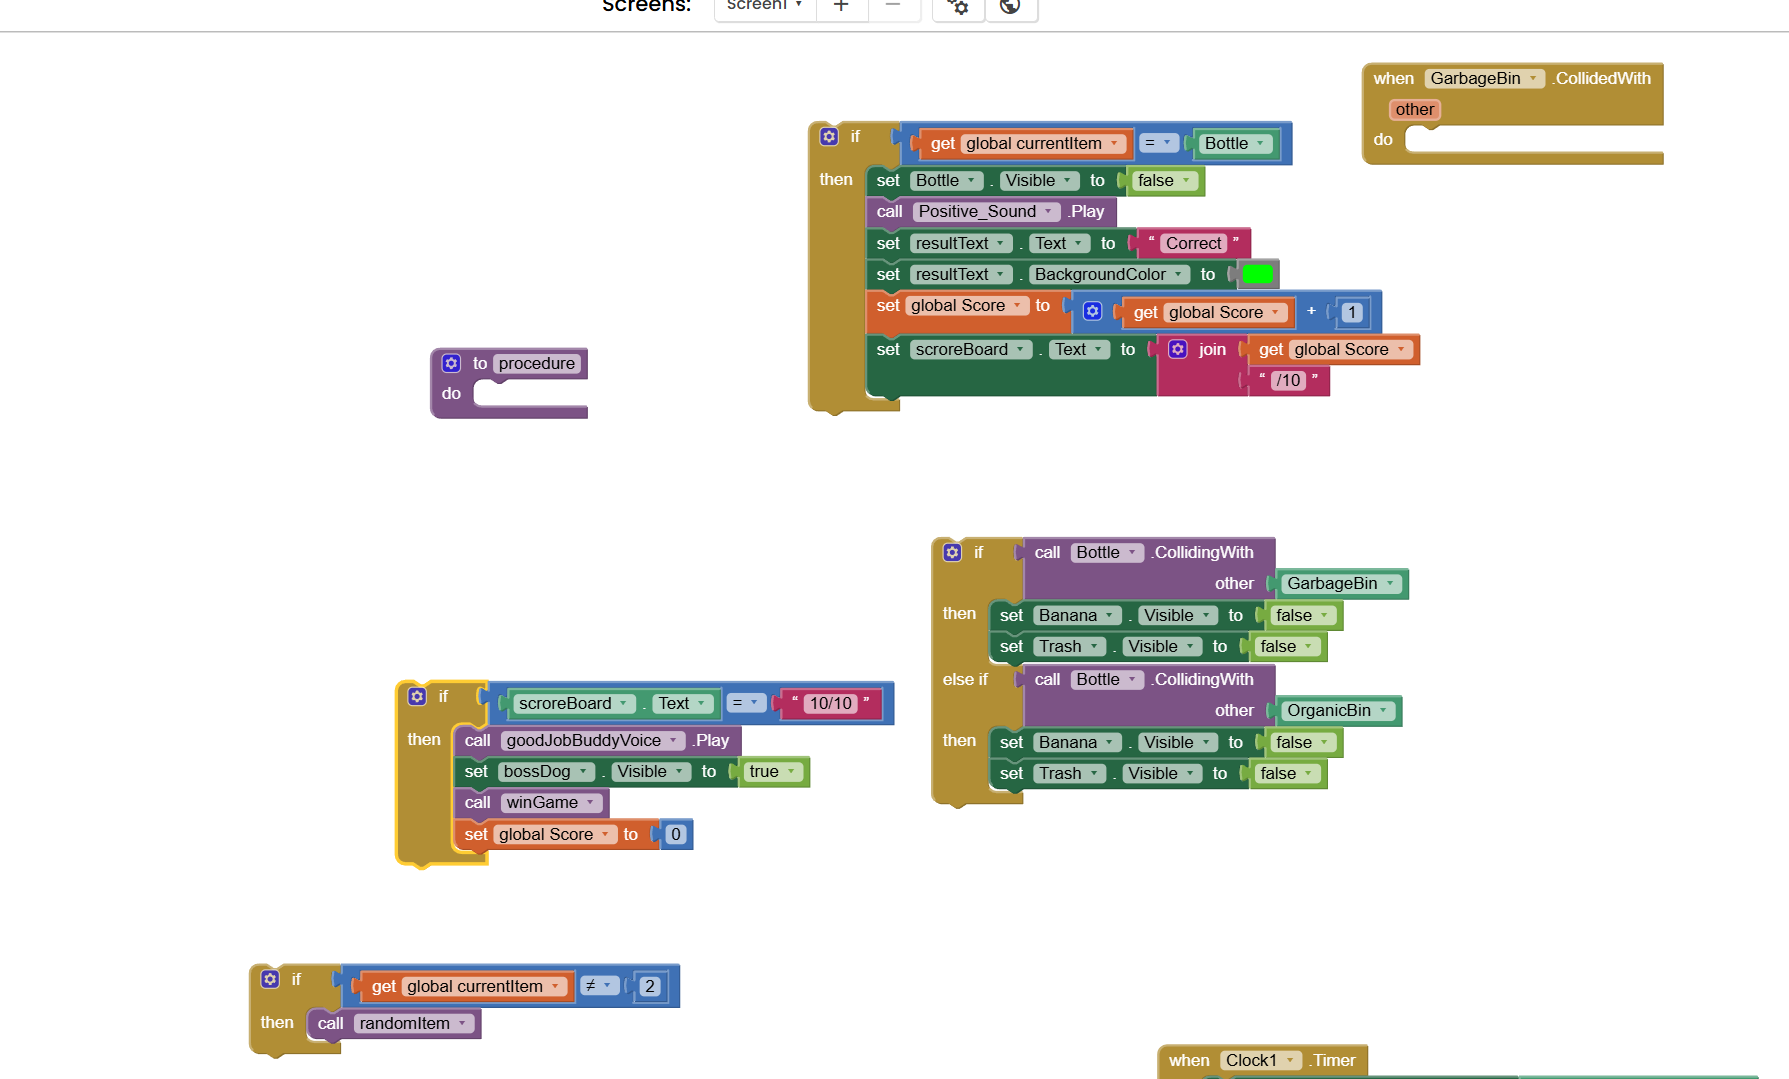 Screens: Screen1 + −
when GarbageBin .CollidedWith
other
do
if get global currentItem = Bottle
then set Bottle . Visible to false
call Positive_Sound .Play
set resultText . Text to “ Correct ”
set resultText . BackgroundColor to
set global Score to get global Score + 1
set scroreBoard . Text to join get global Score
“ /10 ”
to procedure
do
if call Bottle .CollidingWith
other GarbageBin
then set Banana . Visible to false
set Trash . Visible to false
else if call Bottle .CollidingWith
other OrganicBin
then set Banana . Visible to false
set Trash . Visible to false
if scroreBoard . Text = “ 10/10 ”
then call goodJobBuddyVoice .Play
set bossDog . Visible to true
call winGame
set global Score to 0
if get global currentItem ≠ 2
then call randomItem
when Clock1 .Timer